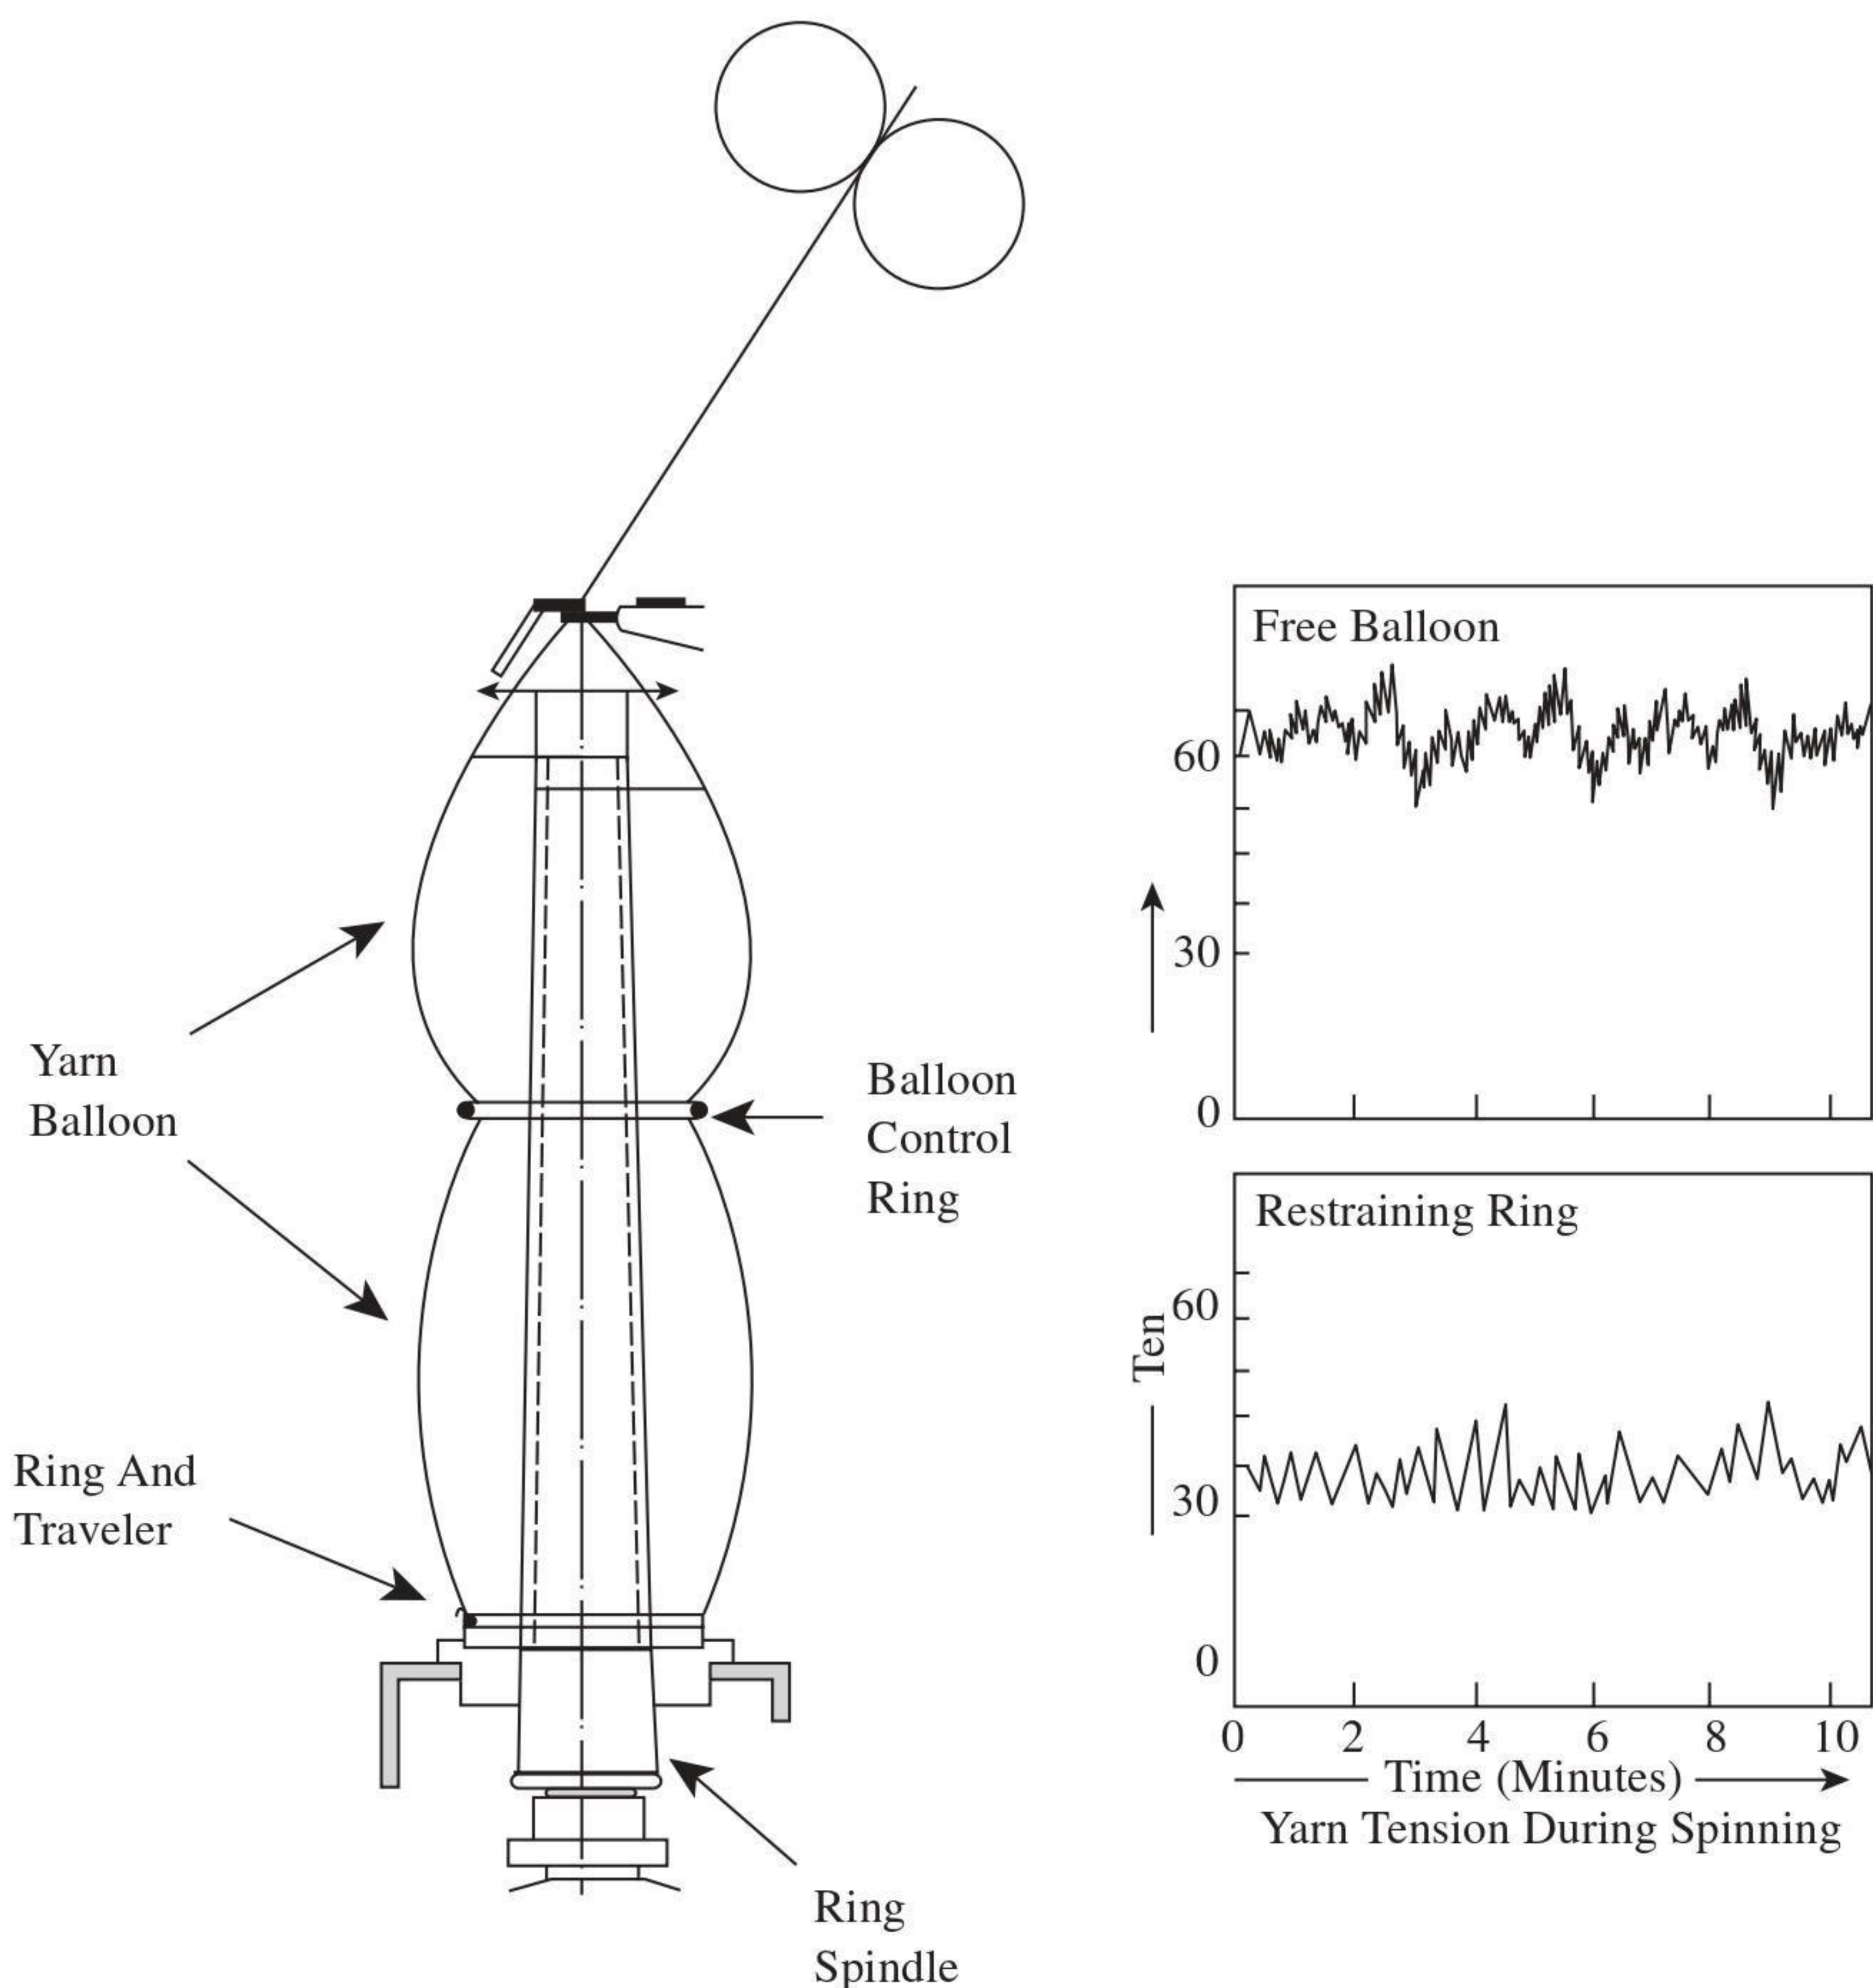 Yarn
Balloon
Balloon
Control
Ring
Ring And
Traveler
Ring
Spindle
Free Balloon
60
30
0
Restraining Ring
Ten
60
30
0
0 2 4 6 8 10
Time (Minutes)
Yarn Tension During Spinning